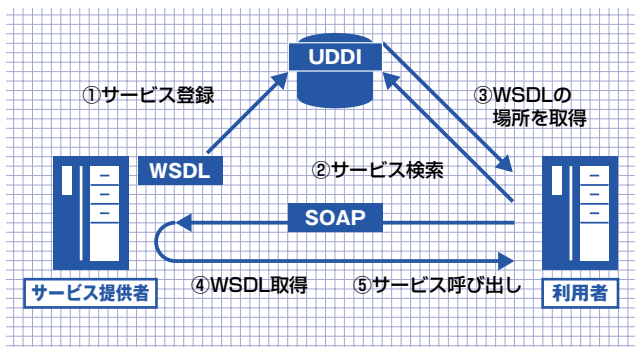 UDDI
①サービス登録
③WSDLの
場所を取得
WSDL
②サービス検索
SOAP
④WSDL取得
⑤サービス呼び出し
サービス提供者
利用者